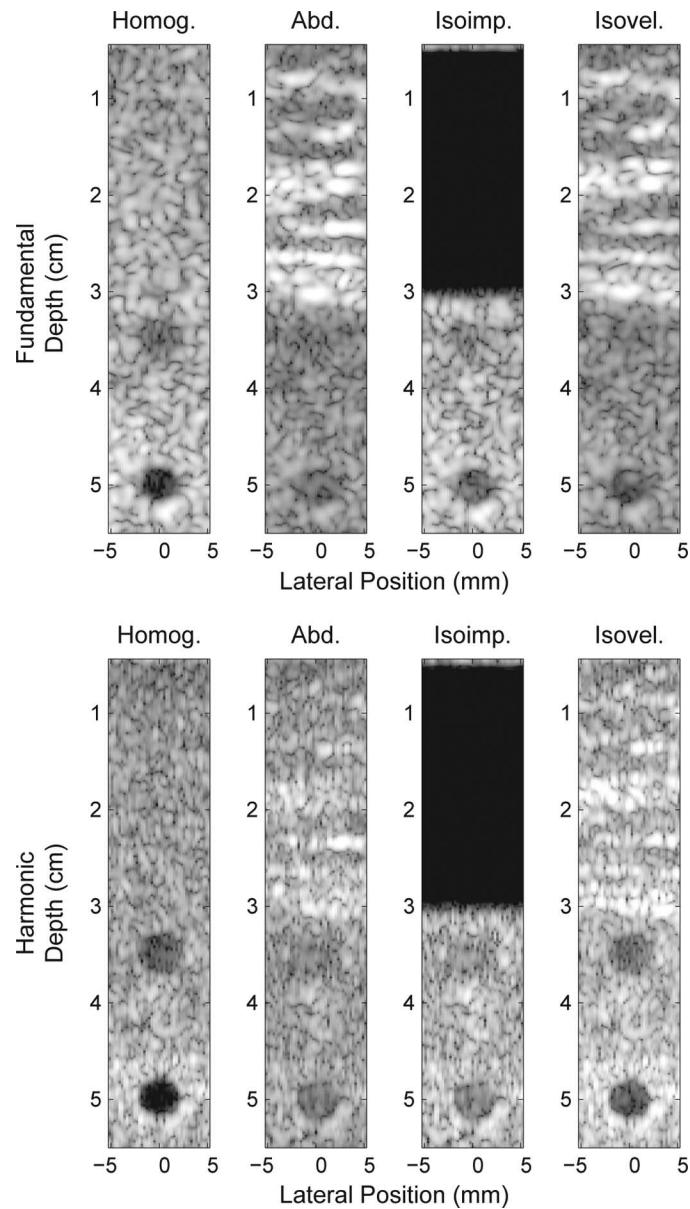 Homog. Abd. Isoimp. Isovel.
Fundamental
Depth (cm)
1 1 1 1
2 2 2 2
3 3 3 3
4 4 4 4
5 5 5 5
−5 0 5 −5 0 5 −5 0 5 −5 0 5
Lateral Position (mm)
Homog. Abd. Isoimp. Isovel.
Harmonic
Depth (cm)
1 1 1 1
2 2 2 2
3 3 3 3
4 4 4 4
5 5 5 5
−5 0 5 −5 0 5 −5 0 5 −5 0 5
Lateral Position (mm)